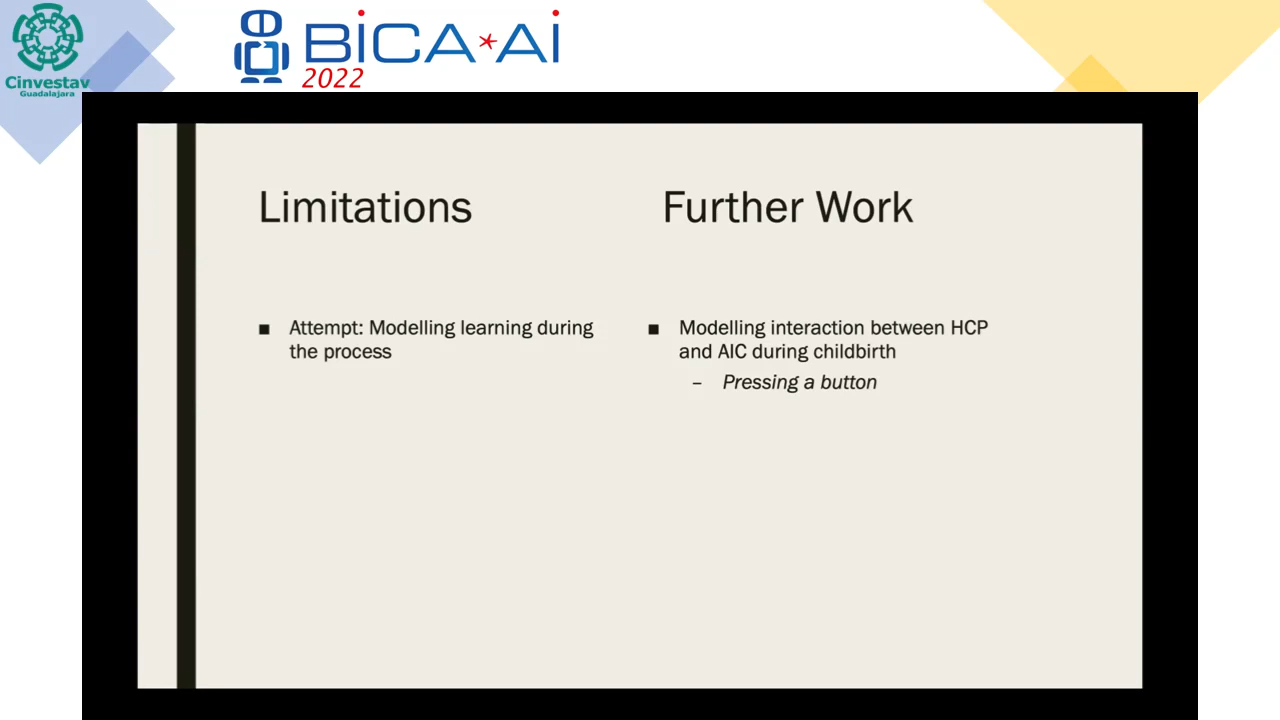 Cinvestav
Guadalajara
BiCA*Ai
2022
Limitations
■ Attempt: Modelling learning during
the process
Further Work
■ Modelling interaction between HCP
and AIC during childbirth
– Pressing a button